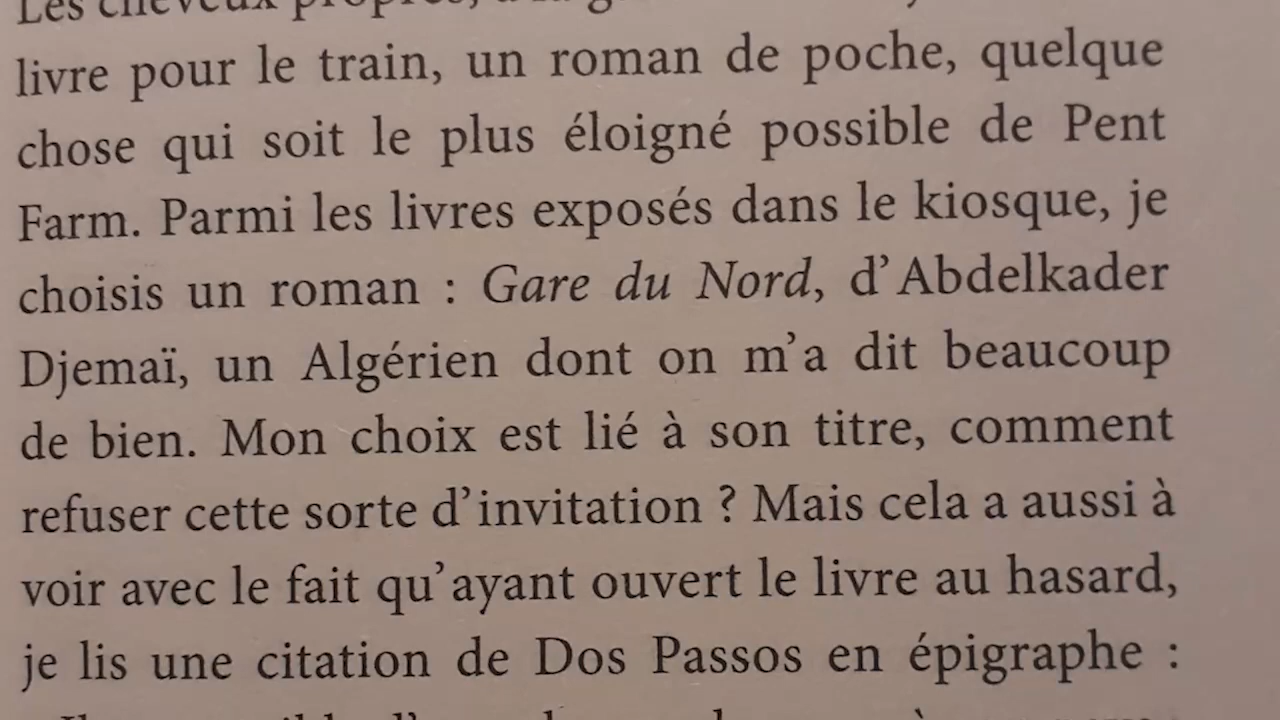 Les cheveux propres, à la
livre pour le train, un roman de poche, quelque
chose qui soit le plus éloigné possible de Pent
Farm. Parmi les livres exposés dans le kiosque, je
choisis un roman : Gare du Nord, d’Abdelkader
Djemaï, un Algérien dont on m’a dit beaucoup
de bien. Mon choix est lié à son titre, comment
refuser cette sorte d’invitation ? Mais cela a aussi à
voir avec le fait qu’ayant ouvert le livre au hasard,
je lis une citation de Dos Passos en épigraphe :